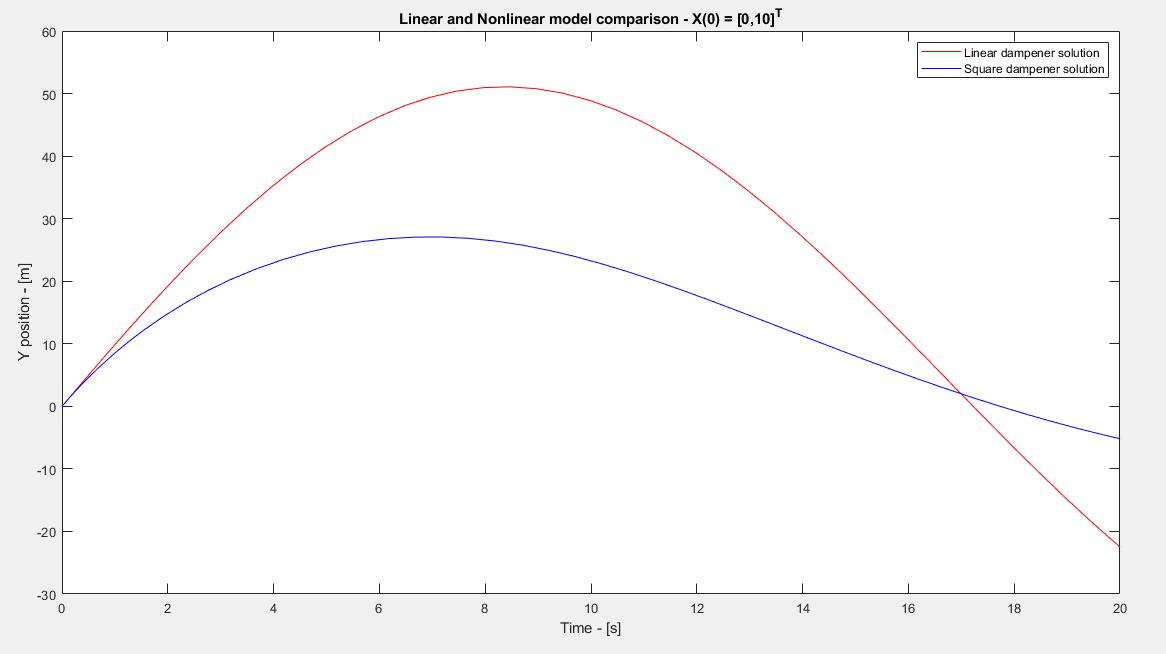 Linear and Nonlinear model comparison - X(0) = [0,10]^T
Linear dampener solution
Square dampener solution
Y position - [m]
60
50
40
30
20
10
0
-10
-20
-30
0 2 4 6 8 10 12 14 16 18 20
Time - [s]